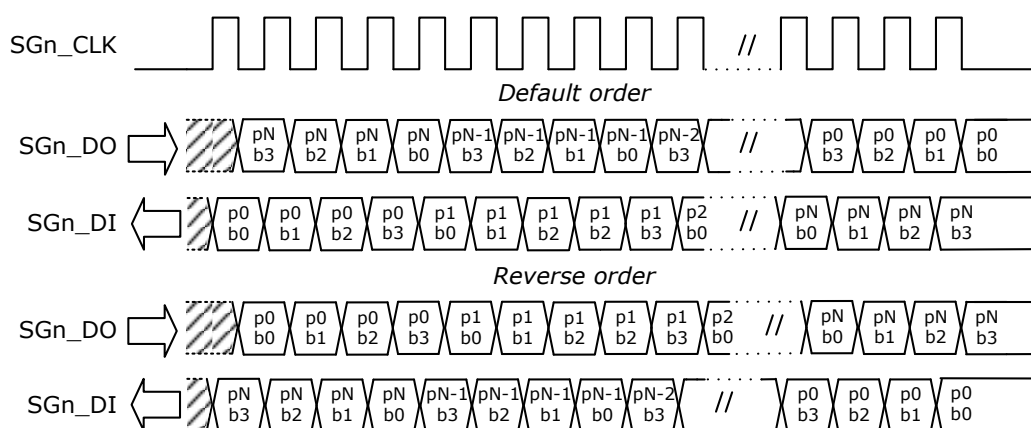 SGn_CLK //
Default order
SGn_DO
pN pN pN pN pN-1 pN-1 pN-1 pN-1 pN-2 // p0 p0 p0 p0
b3 b2 b1 b0 b3 b2 b1 b0 b3 b3 b2 b1 b0
SGn_DI
p0 p0 p0 p0 p1 p1 p1 p1 p1 p2 // pN pN pN pN
b0 b1 b2 b3 b0 b1 b2 b2 b3 b0 b0 b1 b2 b3
Reverse order
SGn_DO
p0 p0 p0 p0 p1 p1 p1 p1 p1 p2 // pN pN pN pN
b0 b1 b2 b3 b0 b1 b2 b2 b3 b0 b0 b1 b2 b3
SGn_DI
pN pN pN pN pN-1 pN-1 pN-1 pN-1 pN-2 // p0 p0 p0 p0
b3 b2 b1 b0 b3 b2 b1 b0 b3 b3 b2 b1 b0